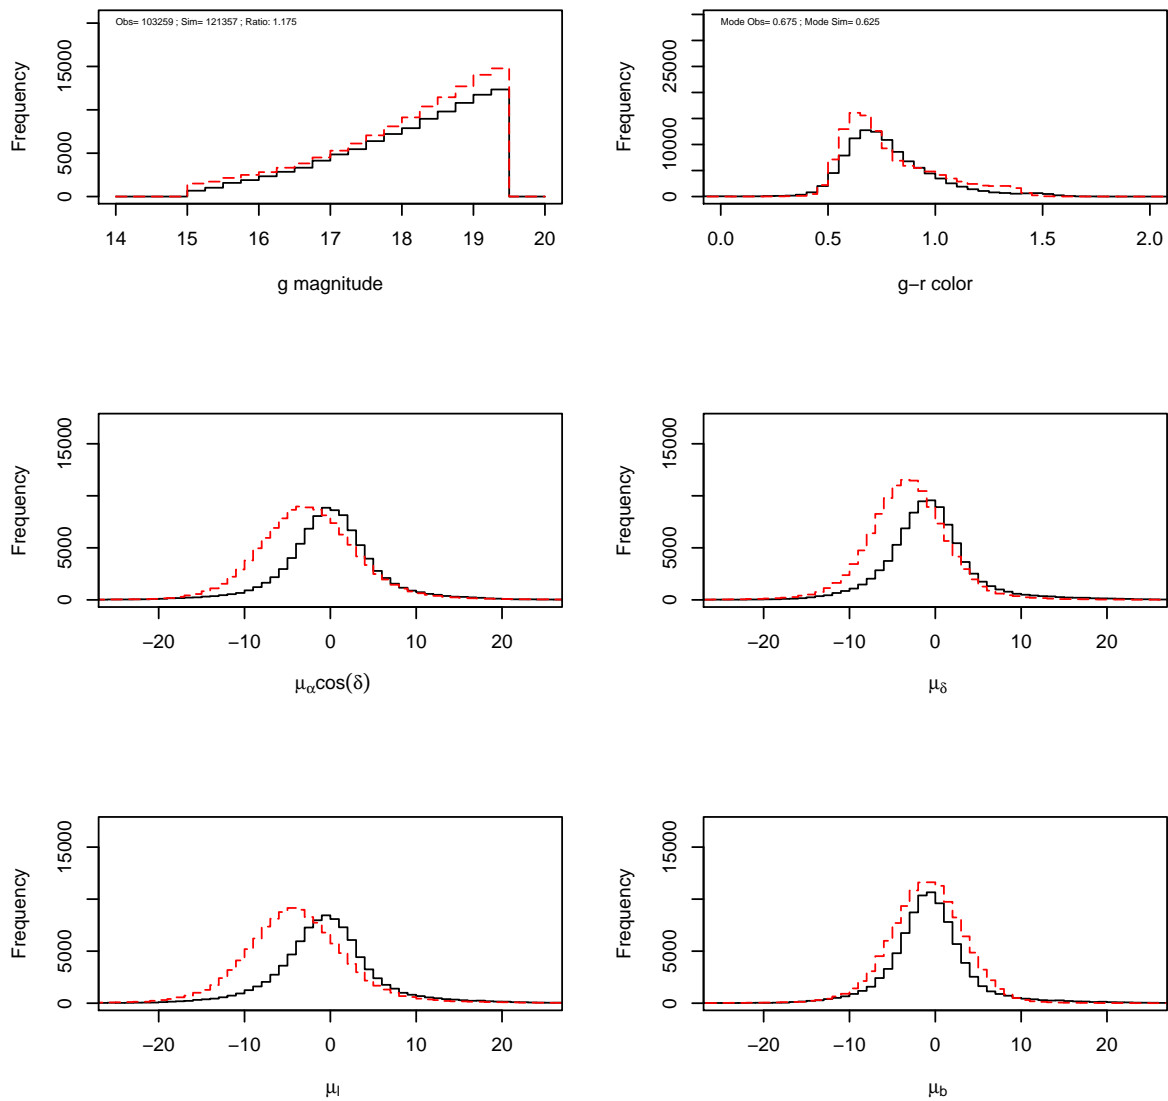 Obs= 103259 ; Sim= 121357 ; Ratio: 1.175
Frequency
0 5000 15000
14 15 16 17 18 19 20
g magnitude
Mode Obs= 0.675 ; Mode Sim= 0.625
Frequency
0 10000 25000
0.0 0.5 1.0 1.5 2.0
g−r color
Frequency
0 5000 15000
−20 −10 0 10 20
μαcos(δ)
Frequency
0 5000 15000
−20 −10 0 10 20
μδ
Frequency
0 5000 15000
−20 −10 0 10 20
μl
Frequency
0 5000 15000
−20 −10 0 10 20
μb